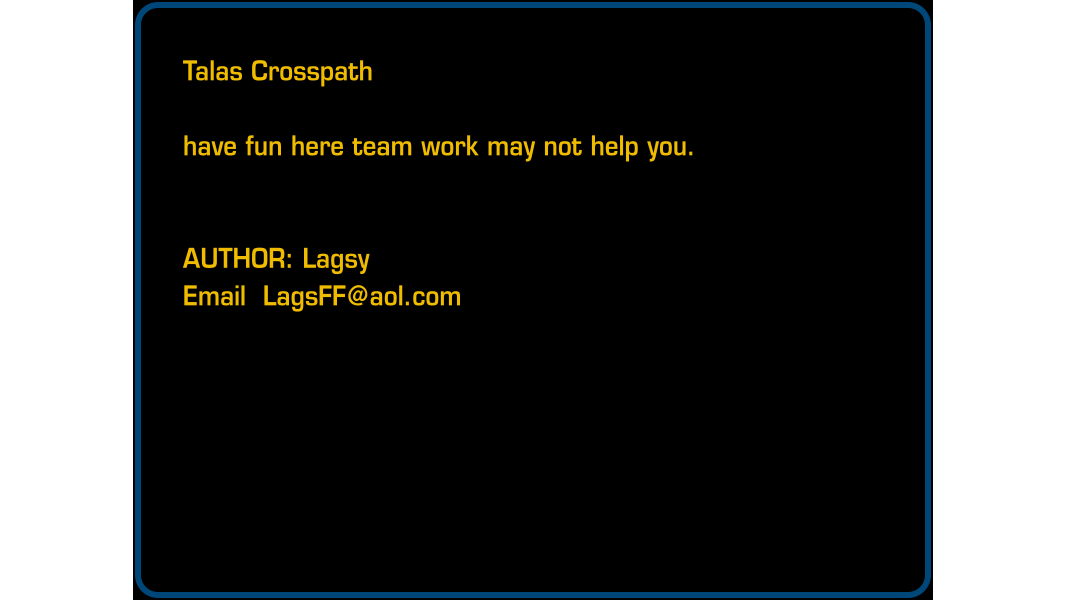 Talas Crosspath
have fun here team work may not help you.
AUTHOR: Lagsy
Email  LagsFF@aol.com